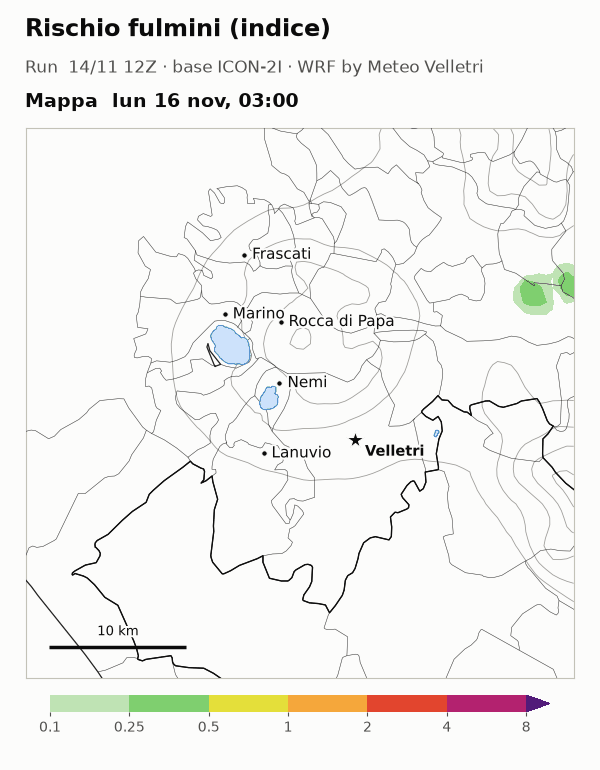 Rischio fulmini (indice)
Run  14/11 12Z · base ICON-2I · WRF by Meteo Velletri
Mappa  lun 16 nov, 03:00
Frascati
Marino
Rocca di Papa
Nemi
Velletri
Lanuvio
10 km
0.1 0.25 0.5 1 2 4 8